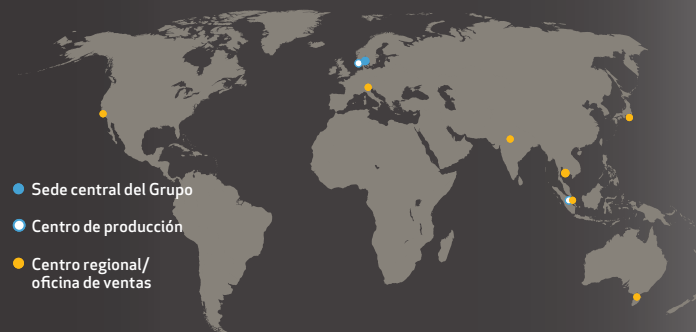 Sede central del Grupo
Centro de producción
Centro regional/
oficina de ventas